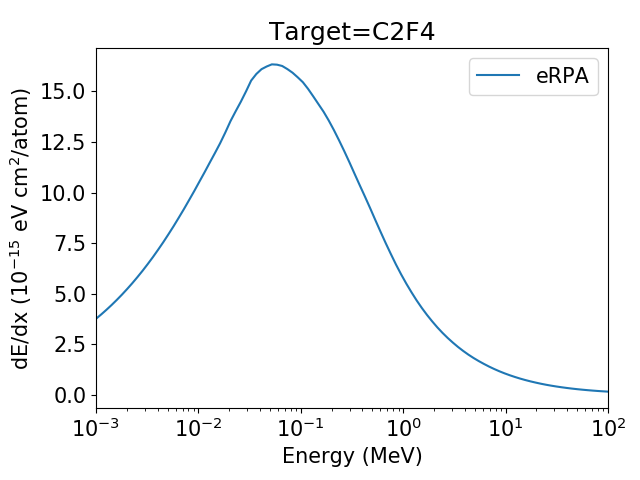 Target=C2F4
eRPA
dE/dx (10⁻¹⁵ eV cm²/atom)
15.0
12.5
10.0
7.5
5.0
2.5
0.0
10⁻³ 10⁻² 10⁻¹ 10⁰ 10¹ 10²
Energy (MeV)